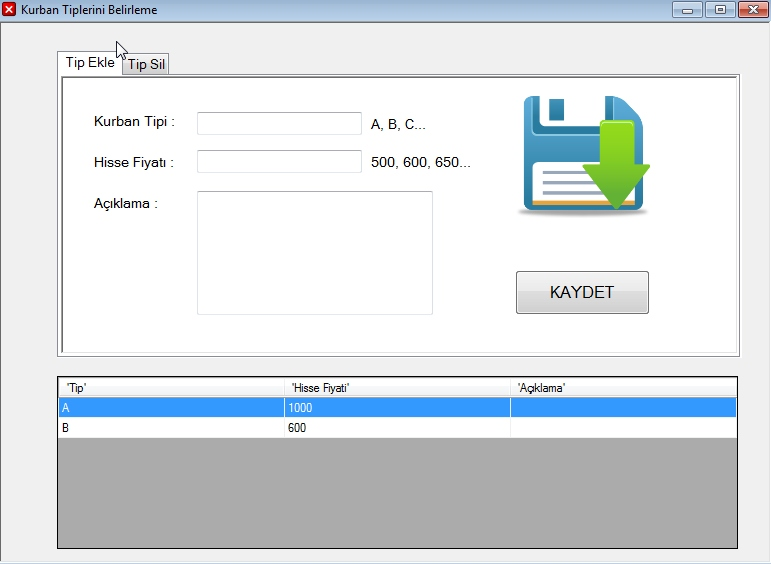 Kurban Tiplerini Belirleme
Tip Ekle Tip Sil
Kurban Tipi : A, B, C...
Hisse Fiyatı : 500, 600, 650...
Açıklama :
KAYDET
'Tip' 'Hisse Fiyati' 'Açıklama'
A 1000
B 600